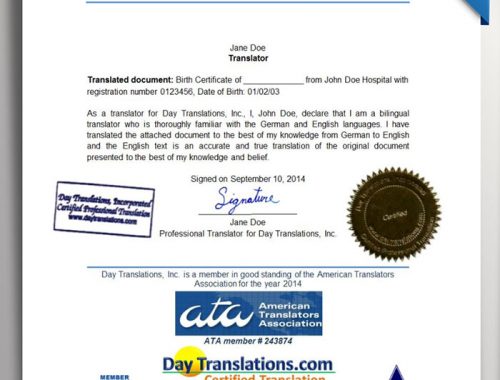 Jane Doe
Translator
Translated document: Birth Certificate of ________________ from John Doe Hospital with
registration number 0123456, Date of Birth: 01/02/03
As a translator for Day Translations, Inc., I, John Doe, declare that I am a bilingual
translator who is thoroughly familiar with the German and English languages. I have
translated the attached document to the best of my knowledge from German to English
and the English text is an accurate and true translation of the original document
presented to the best of my knowledge and belief.
Signed on September 10, 2014
Signature
Jane Doe
Professional Translator for Day Translations, Inc.
Day Translations, Incorporated
Certified Professional Translation
www.daytranslations.com
Certified
Day Translations, Inc. is a member in good standing of the American Translators
Association for the year 2014
ata American
Translators
Association
ATA member # 243874
Day Translations.com
Certified Translation
MEMBER